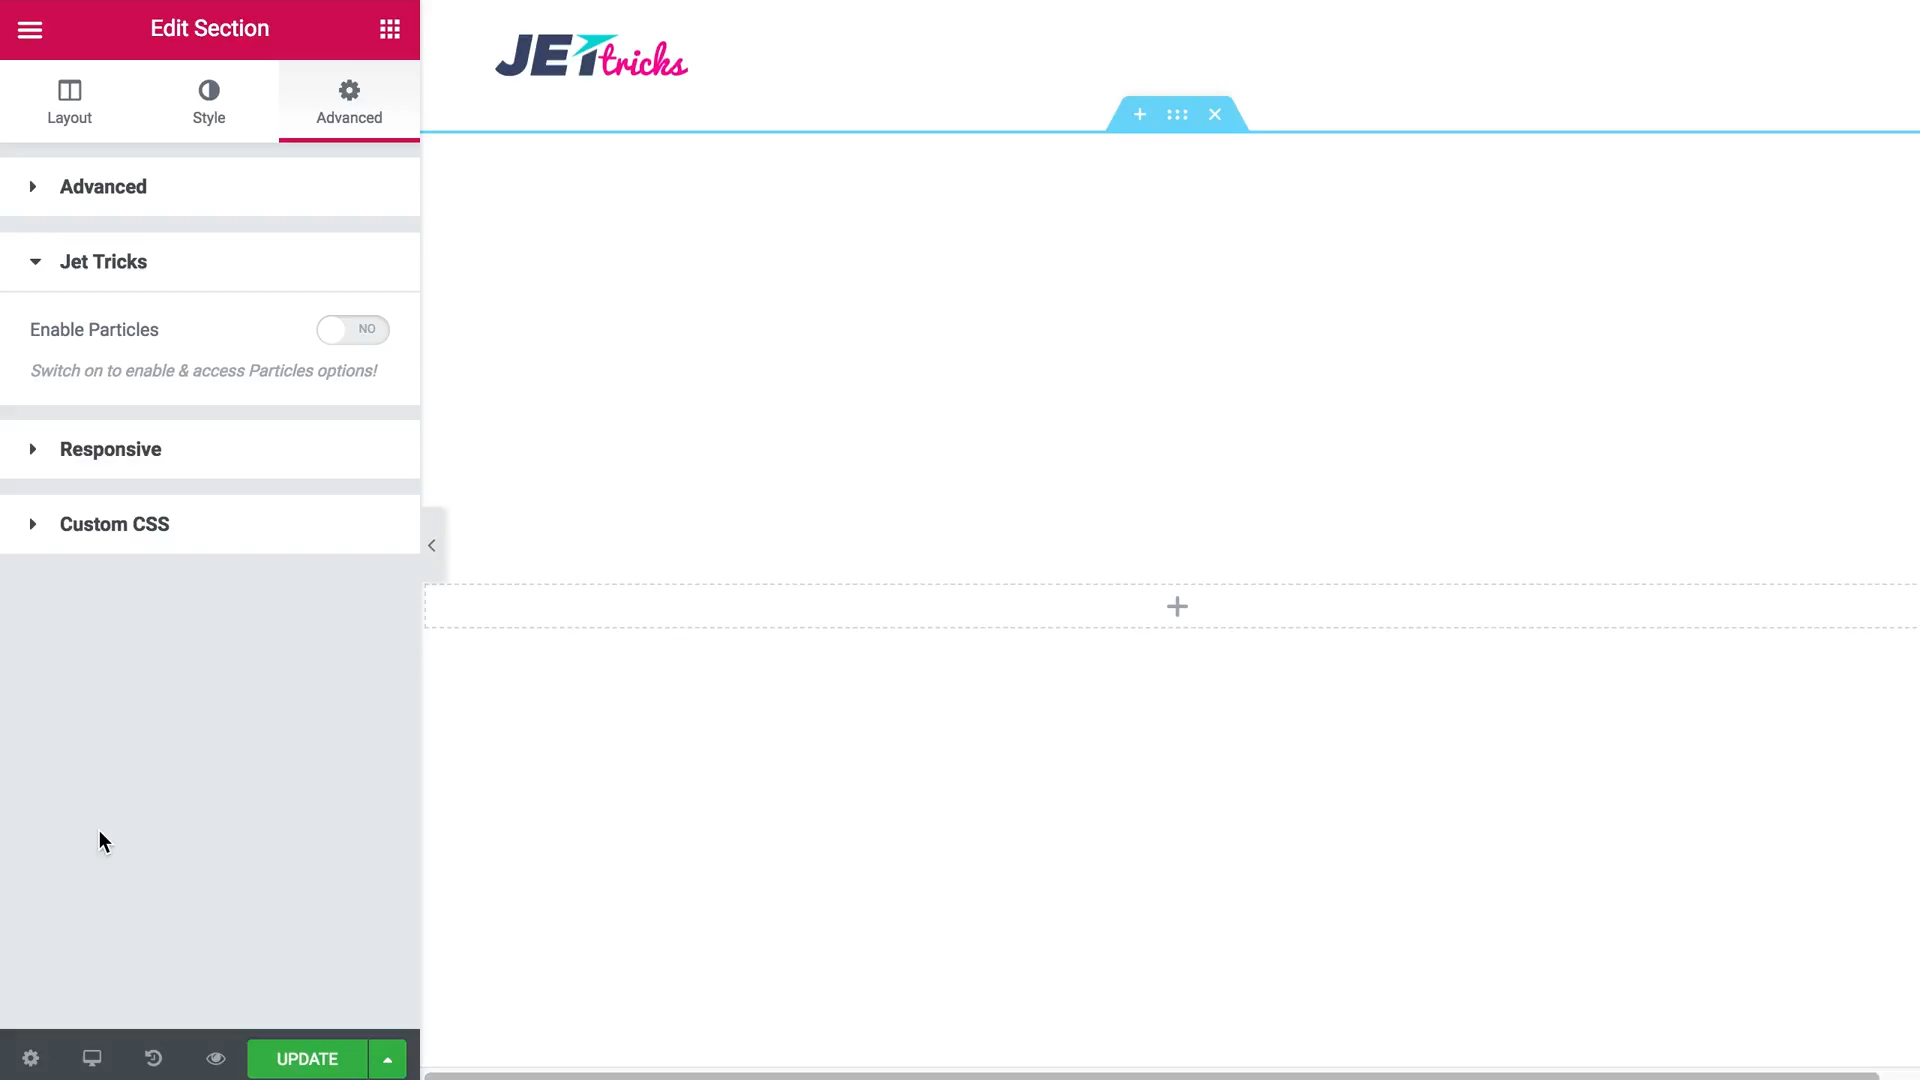 Edit Section
JETtricks
Layout
Style
Advanced
Advanced
Jet Tricks
Enable Particles
NO
Switch on to enable & access Particles options!
Responsive
Custom CSS
UPDATE